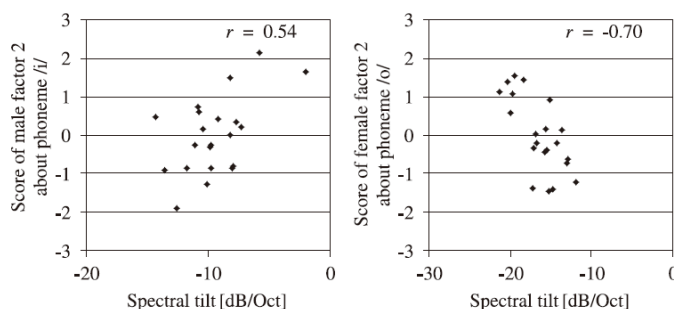 Score of male factor 2
about phoneme /i/
3
2
1
0
-1
-2
-3
r = 0.54
-20
-10
0
Spectral tilt [dB/Oct]
Score of female factor 2
about phoneme /o/
3
2
1
0
-1
-2
-3
r = -0.70
-30
-20
-10
0
Spectral tilt [dB/Oct]